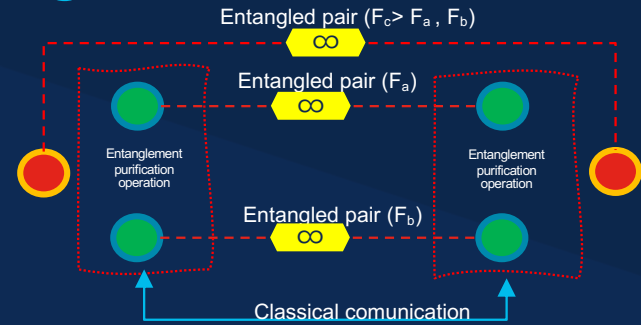 Entangled pair (Fc> Fa , Fb)
∞
Entangled pair (Fa)
∞
Entanglement
purification
operation
Entanglement
purification
operation
Entangled pair (Fb)
∞
Classical comunication